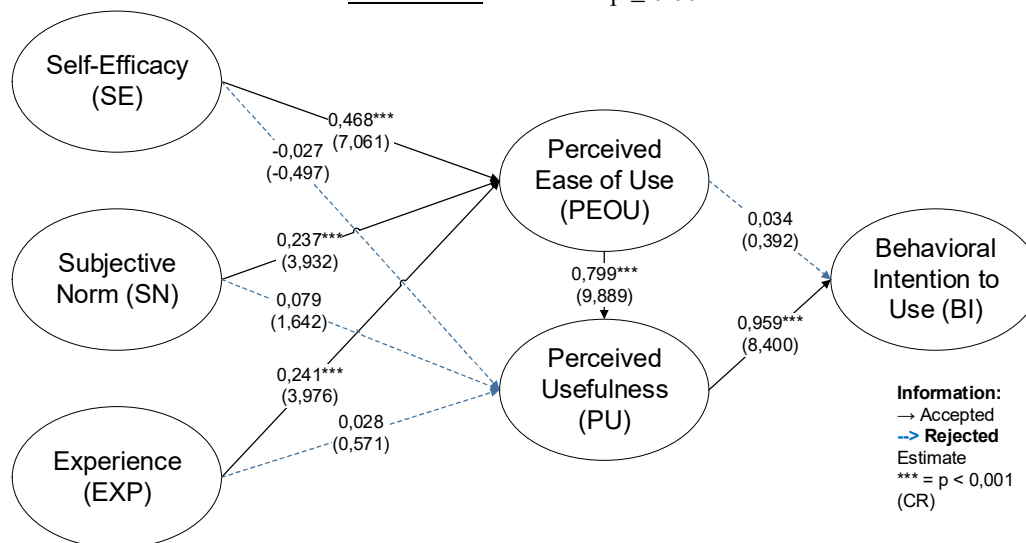 Self-Efficacy
(SE)
0,468***
(7,061)
-0,027
(-0,497)
Perceived
Ease of Use
(PEOU)
0,237***
(3,932)
0,034
(0,392)
Subjective
Norm (SN)
0,079
(1,642)
0,799***
(9,889)
Behavioral
Intention to
Use (BI)
0,959***
(8,400)
0,241***
(3,976)
Perceived
Usefulness
(PU)
0,028
(0,571)
Experience
(EXP)
Information:
→ Accepted
--> Rejected
Estimate
*** = p < 0,001
(CR)